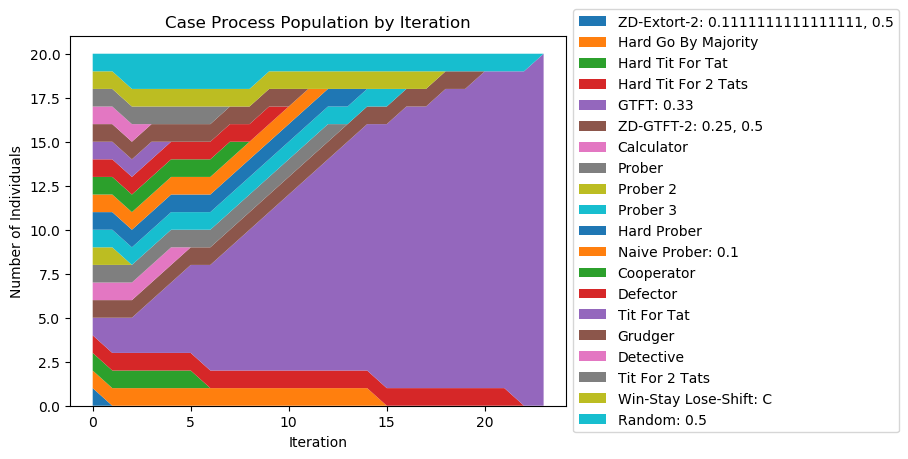 Case Process Population by Iteration
20.0
17.5
15.0
12.5
10.0
7.5
5.0
2.5
0.0
Number of Individuals
0 5 10 15 20
Iteration
ZD-Extort-2: 0.1111111111111111, 0.5
Hard Go By Majority
Hard Tit For Tat
Hard Tit For 2 Tats
GTFT: 0.33
ZD-GTFT-2: 0.25, 0.5
Calculator
Prober
Prober 2
Prober 3
Hard Prober
Naive Prober: 0.1
Cooperator
Defector
Tit For Tat
Grudger
Detective
Tit For 2 Tats
Win-Stay Lose-Shift: C
Random: 0.5